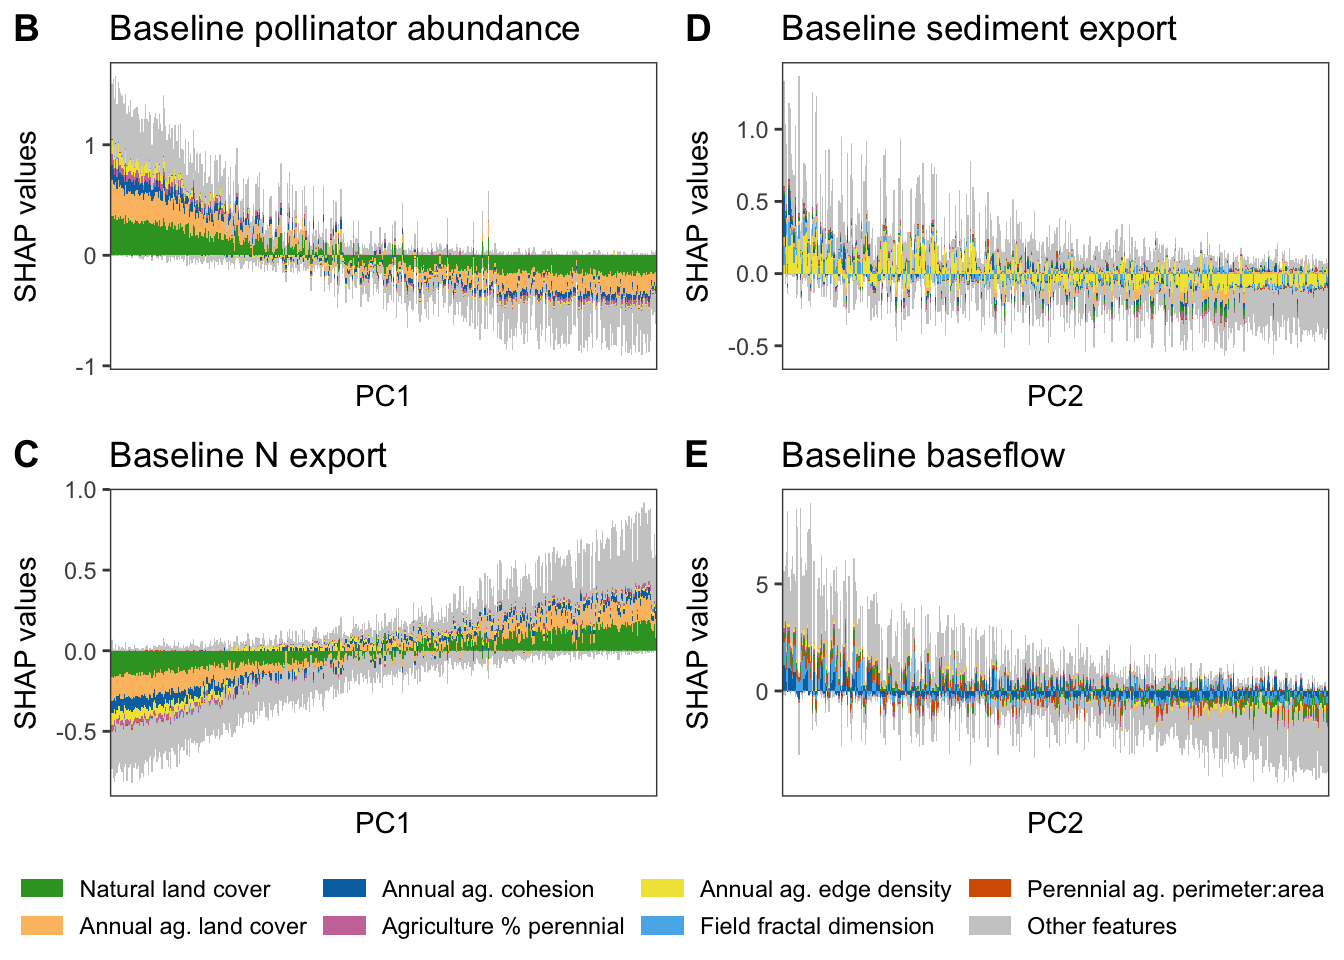 B Baseline pollinator abundance
SHAP values
1
0
-1
PC1
D Baseline sediment export
SHAP values
1.0
0.5
0.0
-0.5
PC2
C Baseline N export
SHAP values
1.0
0.5
0.0
-0.5
PC1
E Baseline baseflow
SHAP values
5
0
PC2
Natural land cover
Annual ag. cohesion
Annual ag. edge density
Perennial ag. perimeter:area
Annual ag. land cover
Agriculture % perennial
Field fractal dimension
Other features